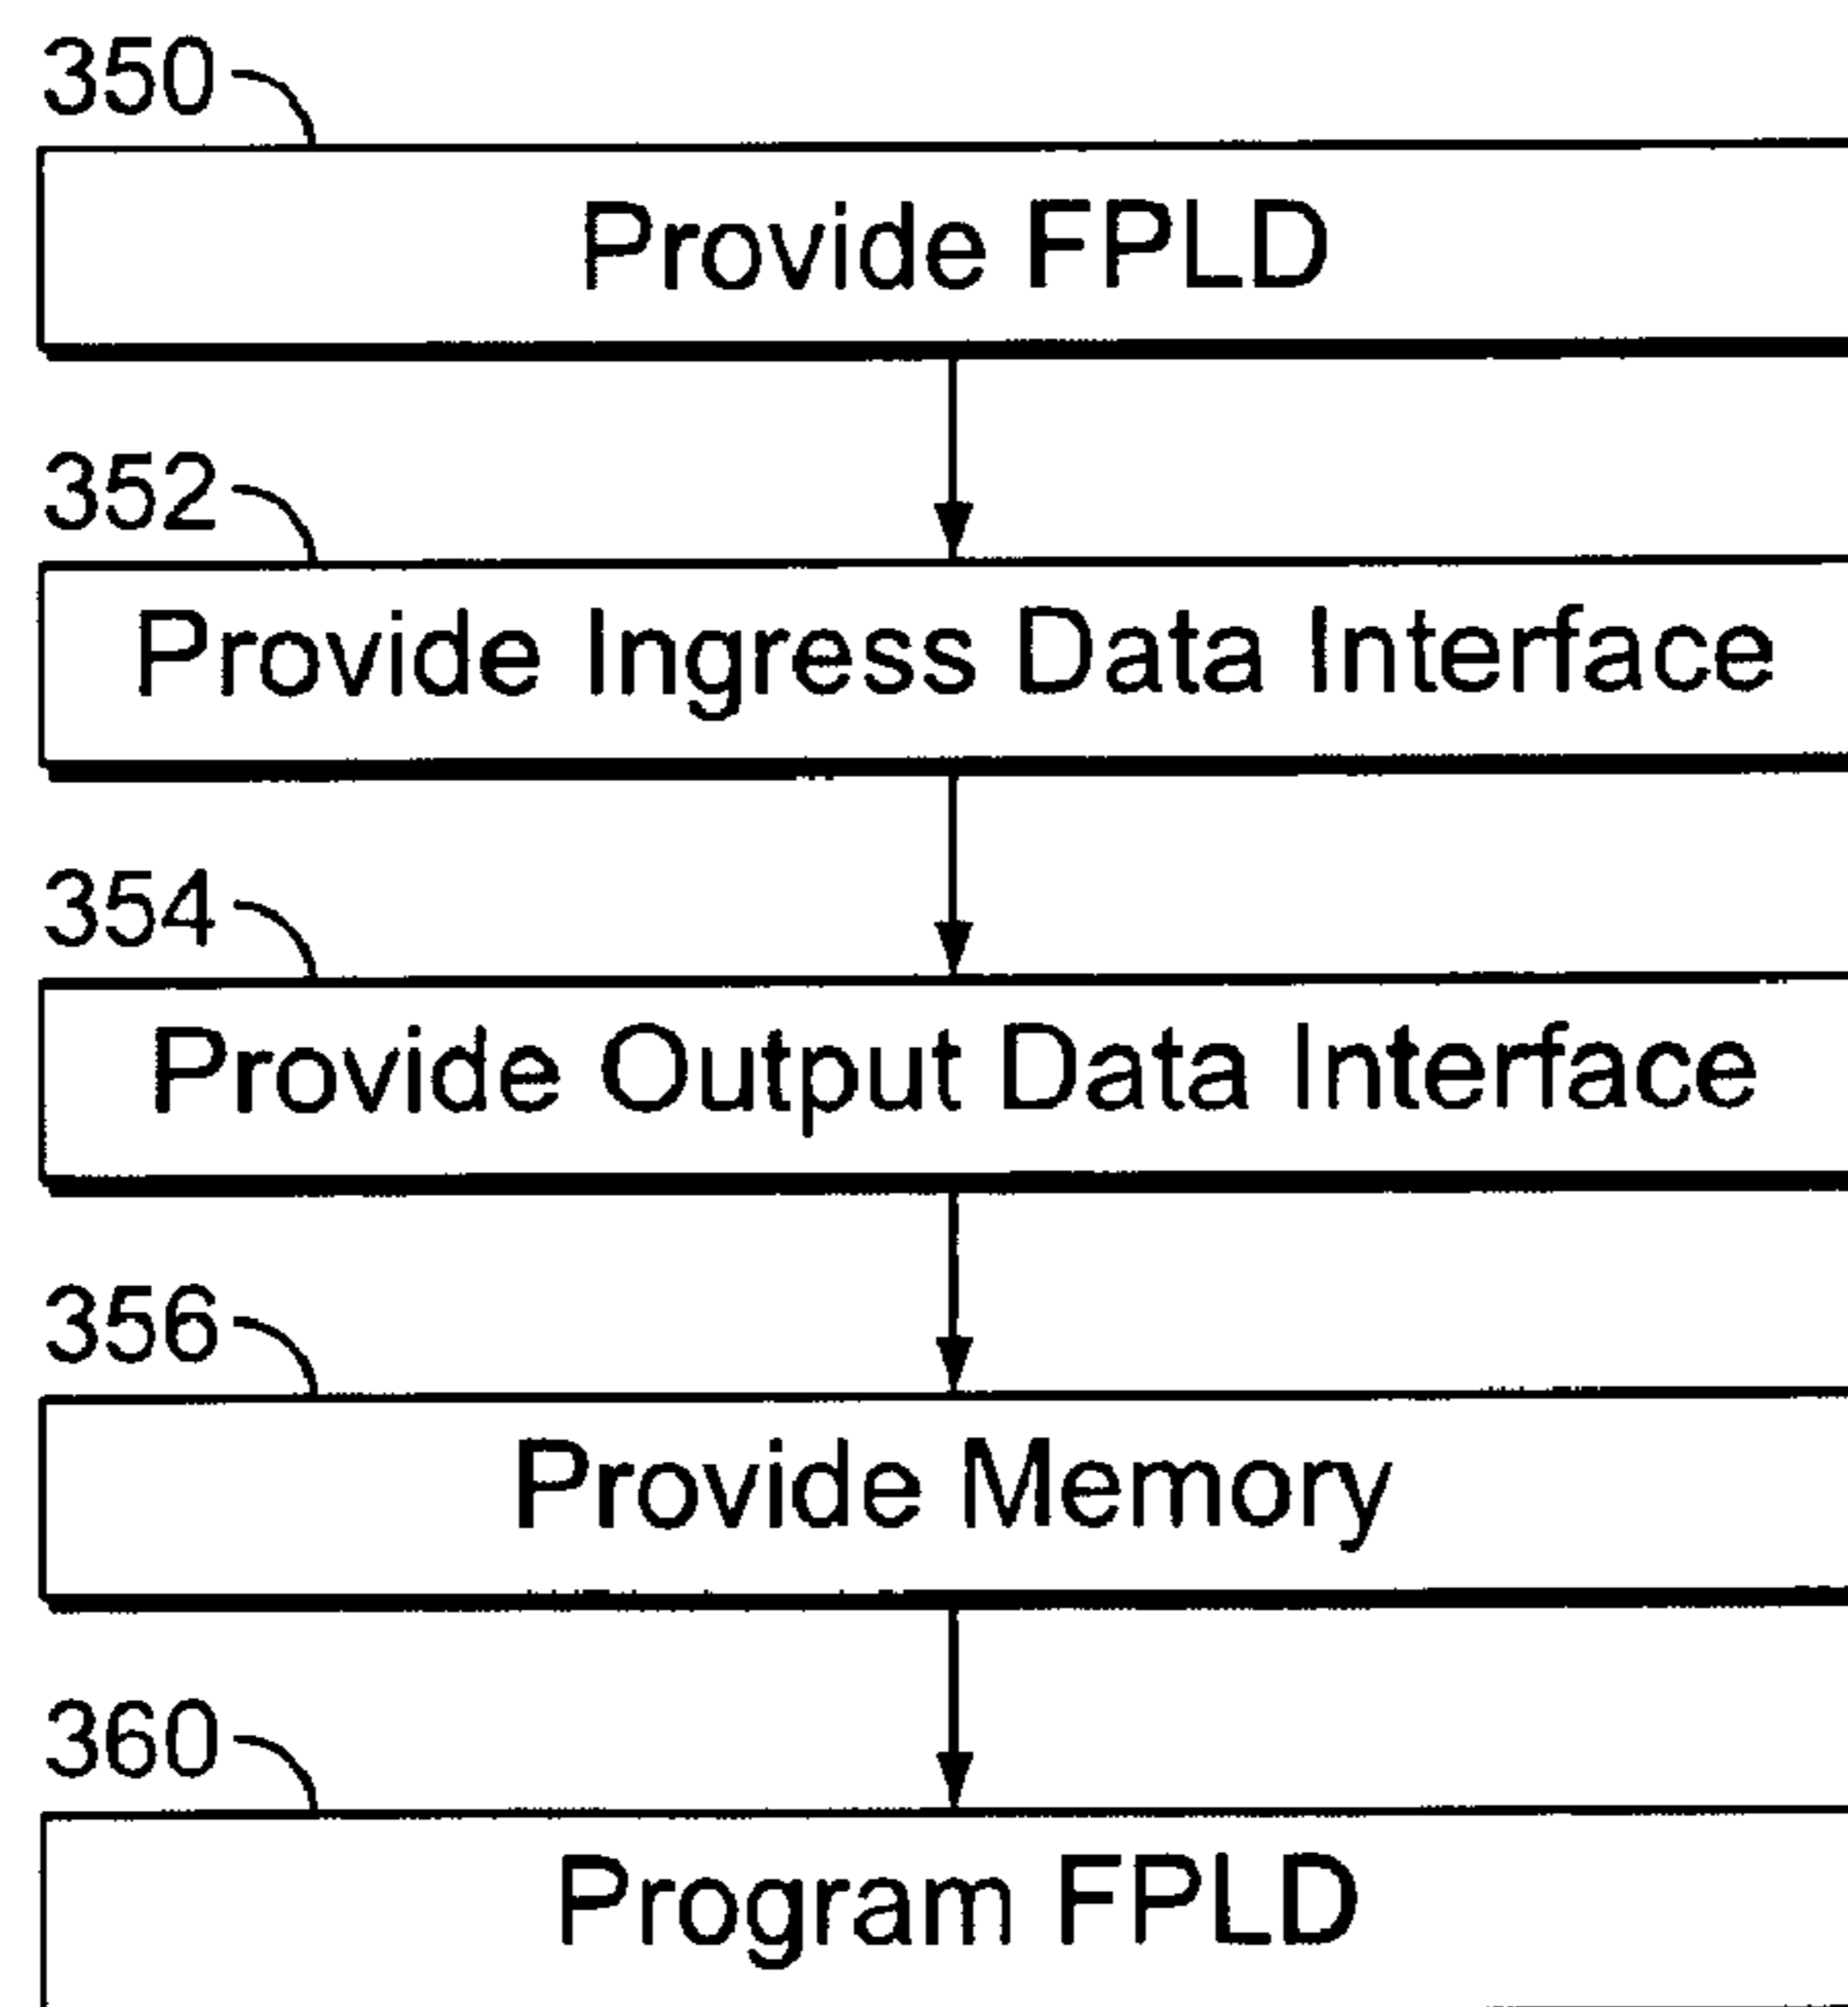 350
Provide FPLD
352
Provide Ingress Data Interface
354
Provide Output Data Interface
356
Provide Memory
360
Program FPLD